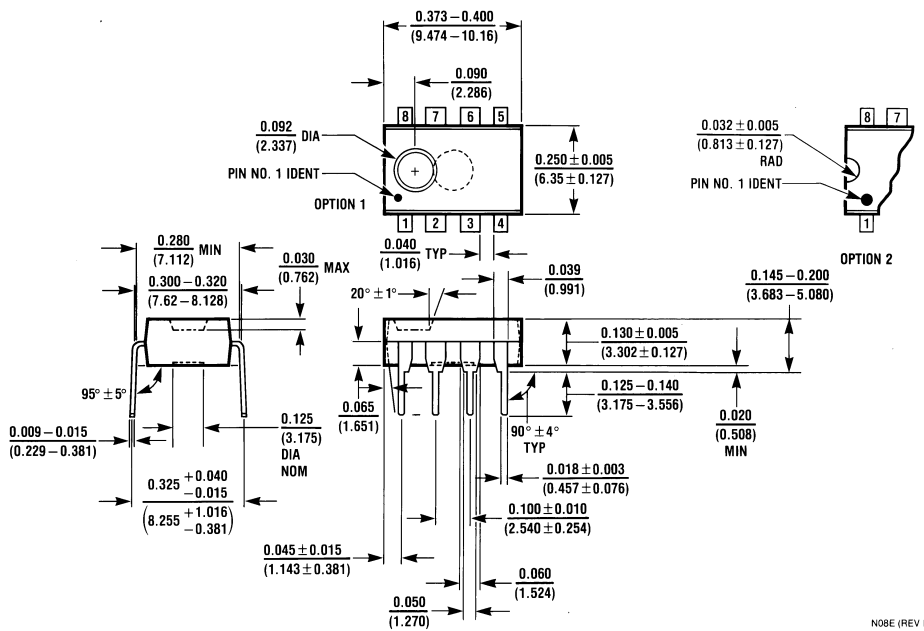 0.373 – 0.400
(9.474 – 10.16)
0.090
(2.286)
8 7 6 5
0.092 DIA
(2.337)
+
PIN NO. 1 IDENT
OPTION 1
1 2 3 4
0.250 ± 0.005
(6.35 ± 0.127)
8 7
0.032 ± 0.005
(0.813 ± 0.127)
RAD
PIN NO. 1 IDENT
1
OPTION 2
0.280 MIN
(7.112)
0.300 – 0.320
(7.62 – 8.128)
0.030 MAX
(0.762)
0.040 TYP
(1.016)
0.039
(0.991)
20° ± 1°
0.145 – 0.200
(3.683 – 5.080)
0.130 ± 0.005
(3.302 ± 0.127)
95° ± 5°
0.009 – 0.015
(0.229 – 0.381)
0.125
(3.175)
DIA
NOM
0.065
(1.651)
0.125 – 0.140
(3.175 – 3.556)
90° ± 4°
TYP
0.020
(0.508)
MIN
0.325 +0.040
–0.015
(8.255 +1.016
–0.381)
0.018 ± 0.003
(0.457 ± 0.076)
0.100 ± 0.010
(2.540 ± 0.254)
0.045 ± 0.015
(1.143 ± 0.381)
0.060
(1.524)
0.050
(1.270)
N08E (REV